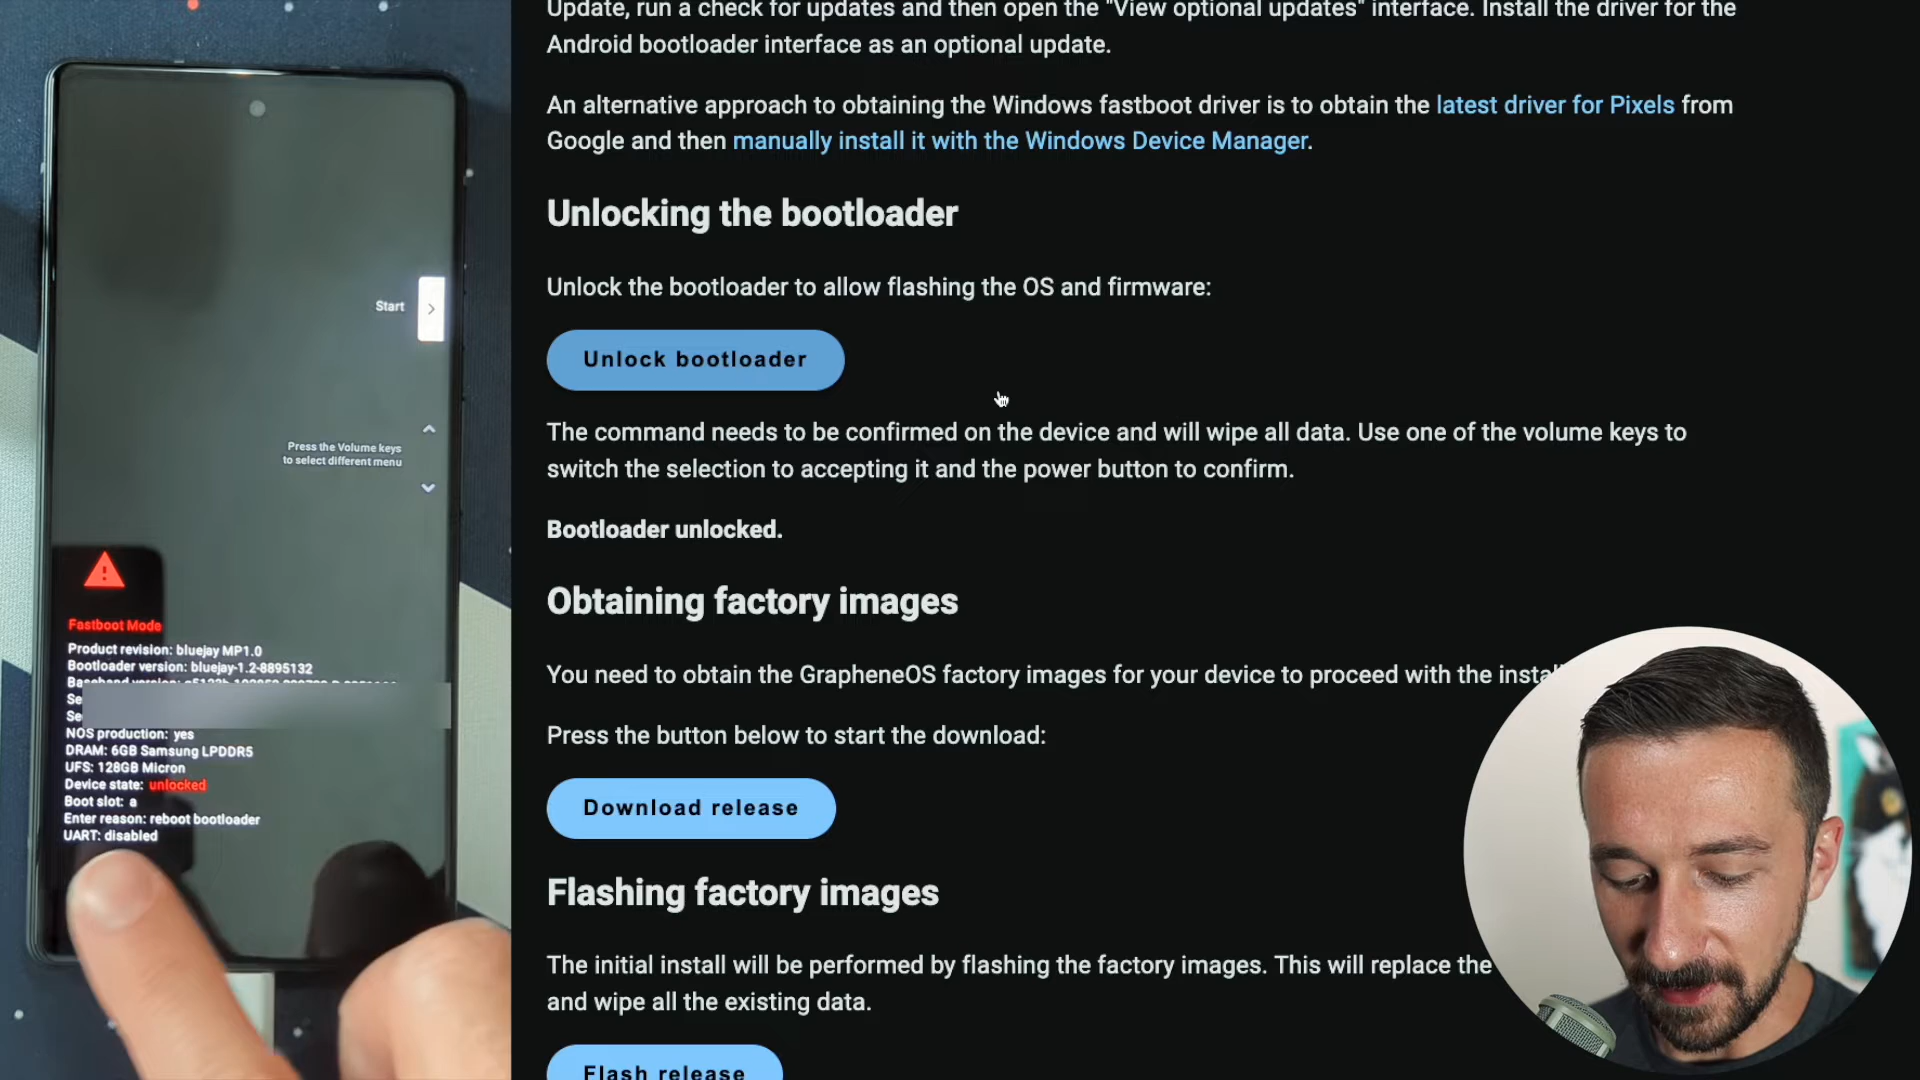 Start
Press the Volume keys
to select different menu
Fastboot Mode
Product revision: bluejay MP1.0
Bootloader version: bluejay-1.2-8895132
Baseband version:
Se
Se
NOS production: yes
DRAM: 6GB Samsung LPDDR5
UFS: 128GB Micron
Device state: unlocked
Boot slot: a
Enter reason: reboot bootloader
UART: disabled
Update, run a check for updates and then open the "View optional updates" interface. Install the driver for the
Android bootloader interface as an optional update.
An alternative approach to obtaining the Windows fastboot driver is to obtain the latest driver for Pixels from
Google and then manually install it with the Windows Device Manager.
Unlocking the bootloader
Unlock the bootloader to allow flashing the OS and firmware:
Unlock bootloader
The command needs to be confirmed on the device and will wipe all data. Use one of the volume keys to
switch the selection to accepting it and the power button to confirm.
Bootloader unlocked.
Obtaining factory images
You need to obtain the GrapheneOS factory images for your device to proceed with the insta
Press the button below to start the download:
Download release
Flashing factory images
The initial install will be performed by flashing the factory images. This will replace the
and wipe all the existing data.
Flash release